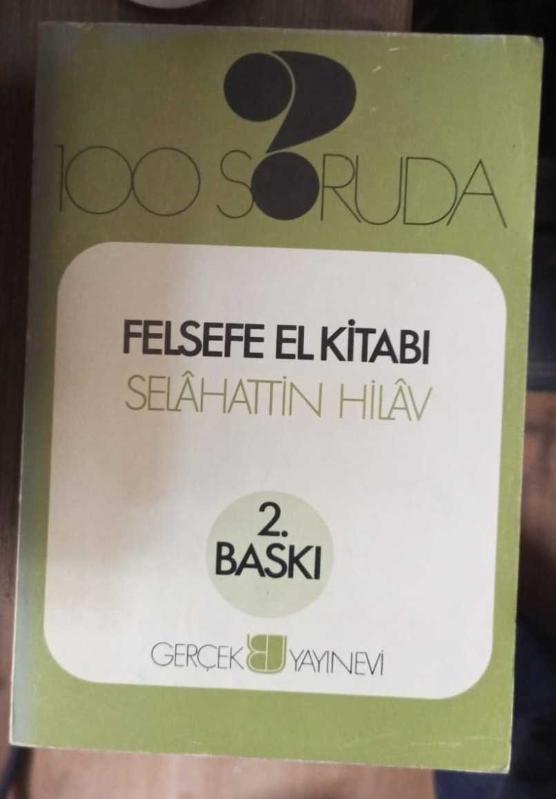 100 SORUDA
FELSEFE EL KİTABI
SELÂHATTİN HİLÂV
2.
BASKI
GERÇEK YAYINEVİ